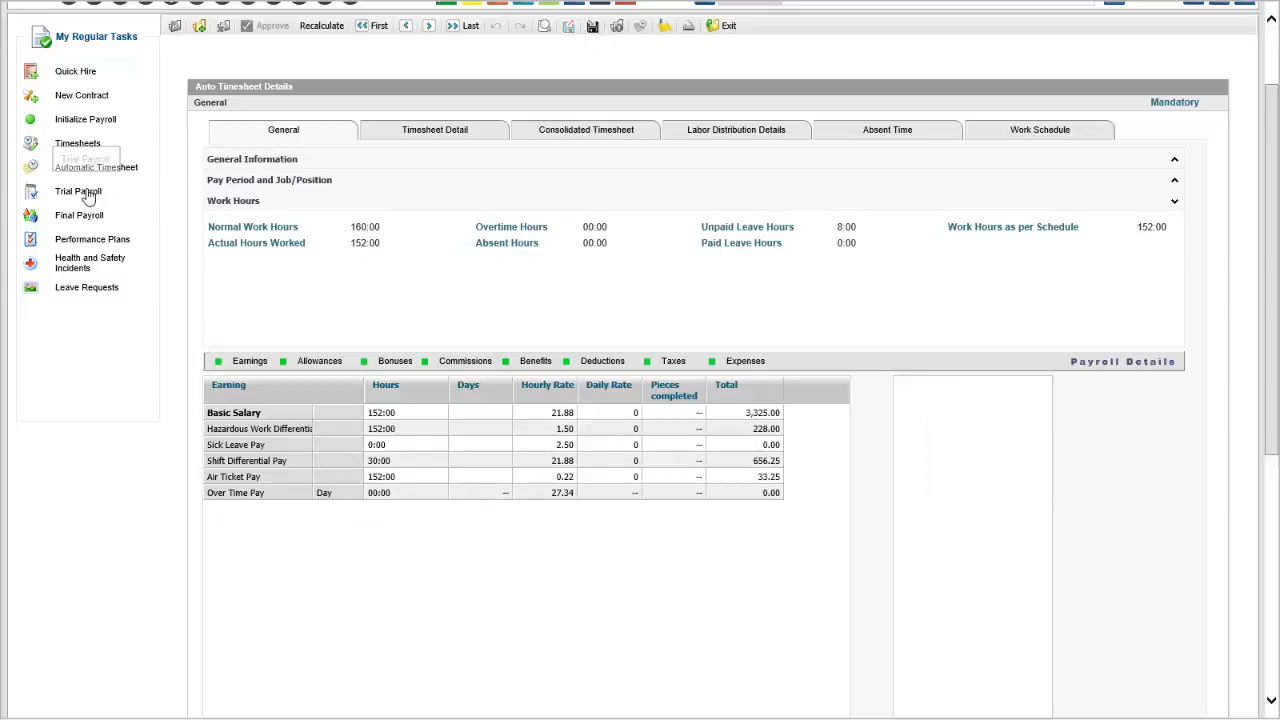 Approve Recalculate First Last Exit
My Regular Tasks
Quick Hire
New Contract
Initialize Payroll
Timesheets
Trial Payroll
Automatic Timesheet
Trial Payroll
Final Payroll
Performance Plans
Health and Safety
Incidents
Leave Requests
Auto Timesheet Details
General Mandatory
General Timesheet Detail Consolidated Timesheet Labor Distribution Details Absent Time Work Schedule
General Information
Pay Period and Job/Position
Work Hours
Normal Work Hours 160:00 Overtime Hours 00:00 Unpaid Leave Hours 8:00 Work Hours as per Schedule 152:00
Actual Hours Worked 152:00 Absent Hours 00:00 Paid Leave Hours 0:00
Earnings Allowances Bonuses Commissions Benefits Deductions Taxes Expenses Payroll Details
Earning Hours Days Hourly Rate Daily Rate Pieces completed Total
Basic Salary 152:00 21.88 0 -- 3,325.00
Hazardous Work Differentia 152:00 1.50 0 -- 228.00
Sick Leave Pay 0:00 2.50 0 -- 0.00
Shift Differential Pay 30:00 21.88 0 -- 656.25
Air Ticket Pay 152:00 0.22 0 -- 33.25
Over Time Pay Day 00:00 -- 27.34 -- -- 0.00